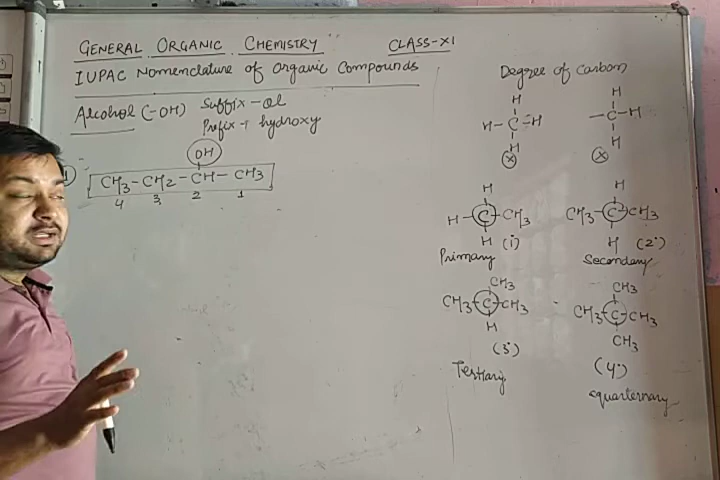 GENERAL ORGANIC CHEMISTRY CLASS-XI
IUPAC Nomenclature of Organic Compounds
Alcohol (-OH) Suffix - Ol
Prefix → hydroxy
OH
CH3-CH2-CH-CH3
4 3 2 1
Degree of Carbon
H
H-C-H
H
H
-C-H
H
H
H-C-CH3
H (1°)
Primary
H
CH3-C-CH3
H (2°)
Secondary
CH3
CH3-C-CH3
H
(3°)
Tertiary
CH3
CH3-C-CH3
CH3
(4°)
quarternary